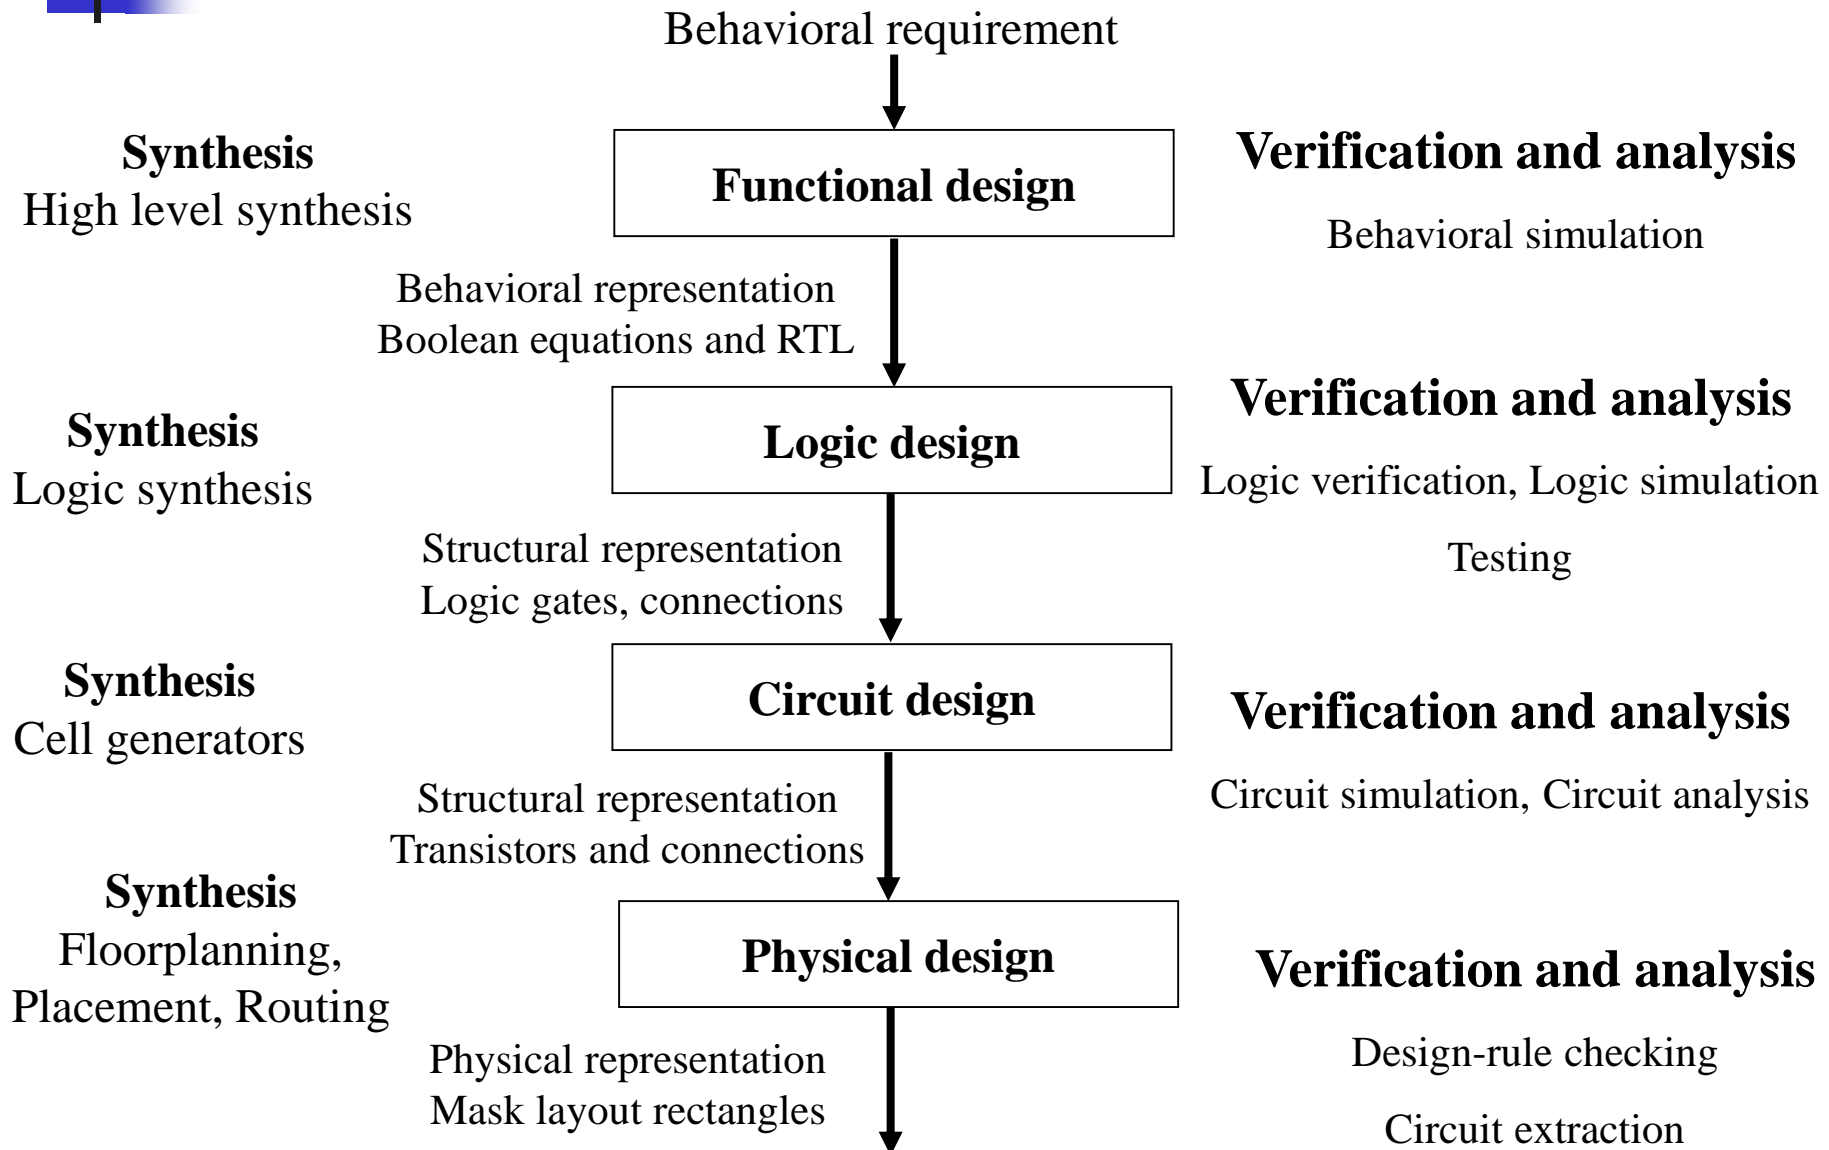 Behavioral requirement
Synthesis
High level synthesis
Functional design
Verification and analysis
Behavioral simulation
Behavioral representation
Boolean equations and RTL
Synthesis
Logic synthesis
Logic design
Verification and analysis
Logic verification, Logic simulation
Testing
Structural representation
Logic gates, connections
Synthesis
Cell generators
Circuit design
Verification and analysis
Circuit simulation, Circuit analysis
Structural representation
Transistors and connections
Synthesis
Floorplanning,
Placement, Routing
Physical design
Verification and analysis
Design-rule checking
Circuit extraction
Physical representation
Mask layout rectangles